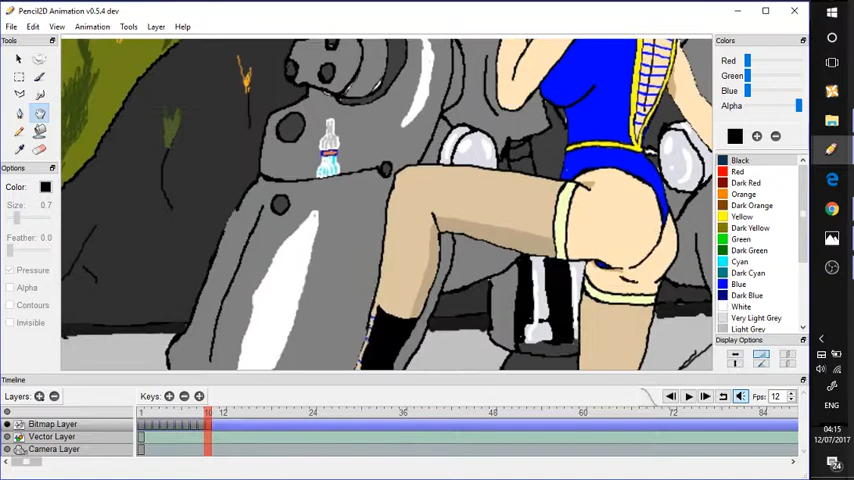 Pencil2D Animation v0.5.4 dev
File Edit View Animation Tools Layer Help
Tools
Options
Color:
Size: 0.7
Feather: 0.0
Pressure
Alpha
Contours
Invisible
Colors
Red
Green
Blue
Alpha
Black
Red
Dark Red
Orange
Dark Orange
Yellow
Dark Yellow
Green
Dark Green
Cyan
Dark Cyan
Blue
Dark Blue
White
Very Light Grey
Light Grey
Display Options
Timeline
Layers: Keys: Fps: 12
1 10 12 24 36 48 60 72 84
Bitmap Layer
Vector Layer
Camera Layer
ENG
04:15
12/07/2017
24